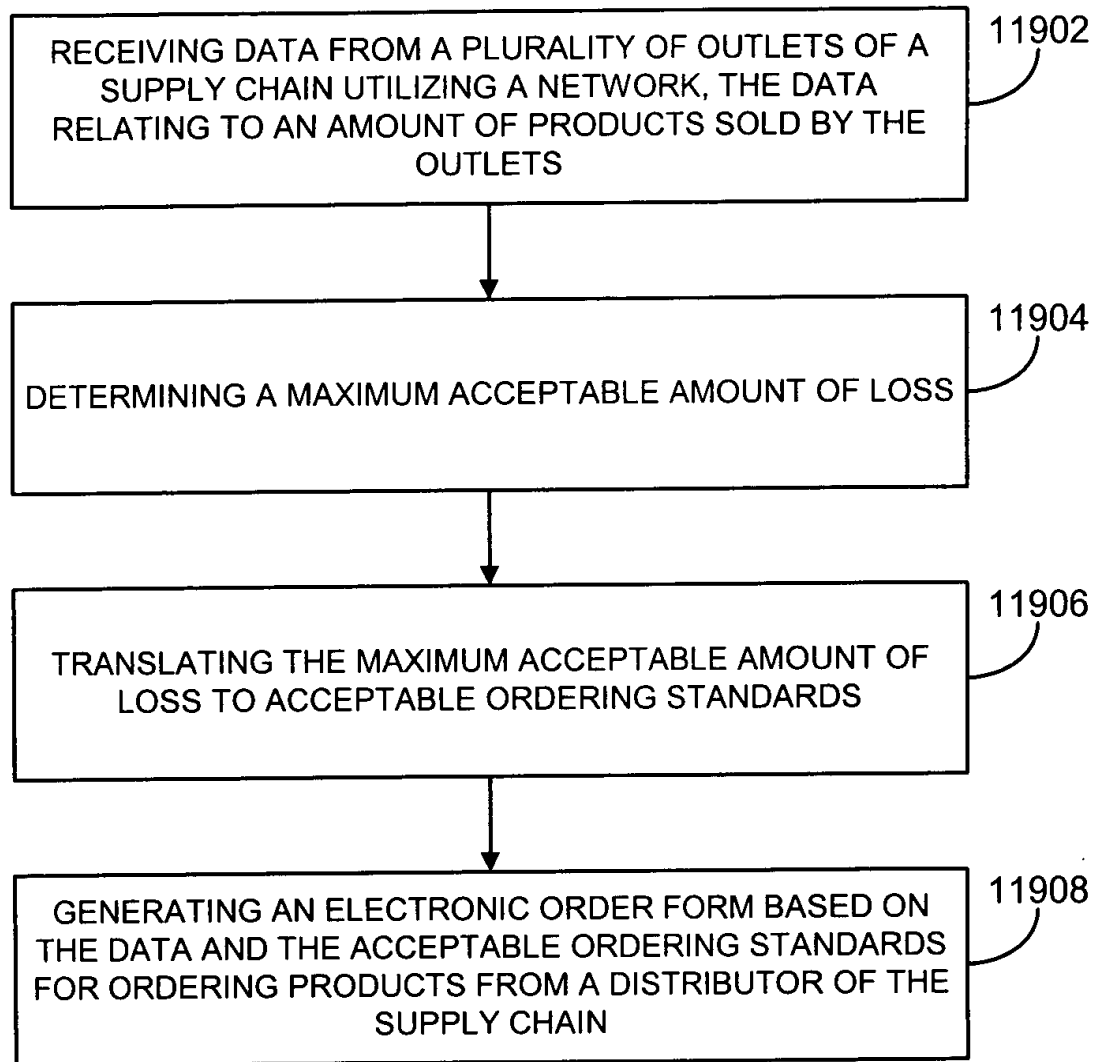 RECEIVING DATA FROM A PLURALITY OF OUTLETS OF A
SUPPLY CHAIN UTILIZING A NETWORK, THE DATA
RELATING TO AN AMOUNT OF PRODUCTS SOLD BY THE
OUTLETS
11902
DETERMINING A MAXIMUM ACCEPTABLE AMOUNT OF LOSS
11904
TRANSLATING THE MAXIMUM ACCEPTABLE AMOUNT OF
LOSS TO ACCEPTABLE ORDERING STANDARDS
11906
GENERATING AN ELECTRONIC ORDER FORM BASED ON
THE DATA AND THE ACCEPTABLE ORDERING STANDARDS
FOR ORDERING PRODUCTS FROM A DISTRIBUTOR OF THE
SUPPLY CHAIN
11908